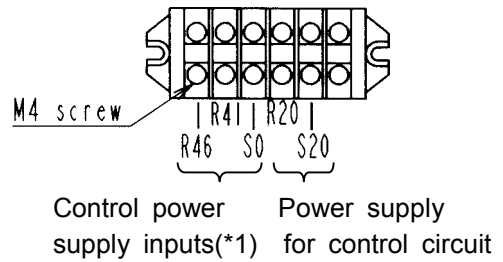 M4 screw
R41 R20
R46 S0 S20
Control power Power supply
supply inputs(*1) for control circuit